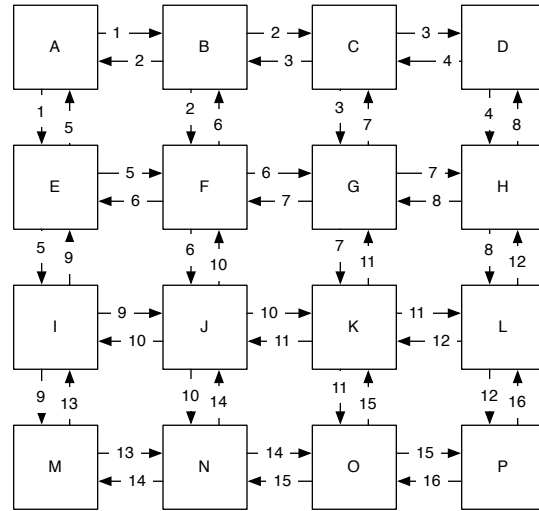 1 2 3
A B C D
2 3 4
1 5 2 6 3 7 4 8
5 6 7
E F G H
6 7 8
5 9 6 10 7 11 8 12
9 10 11
I J K L
10 11 12
9 13 10 14 11 15 12 16
13 14 15
M N O P
14 15 16